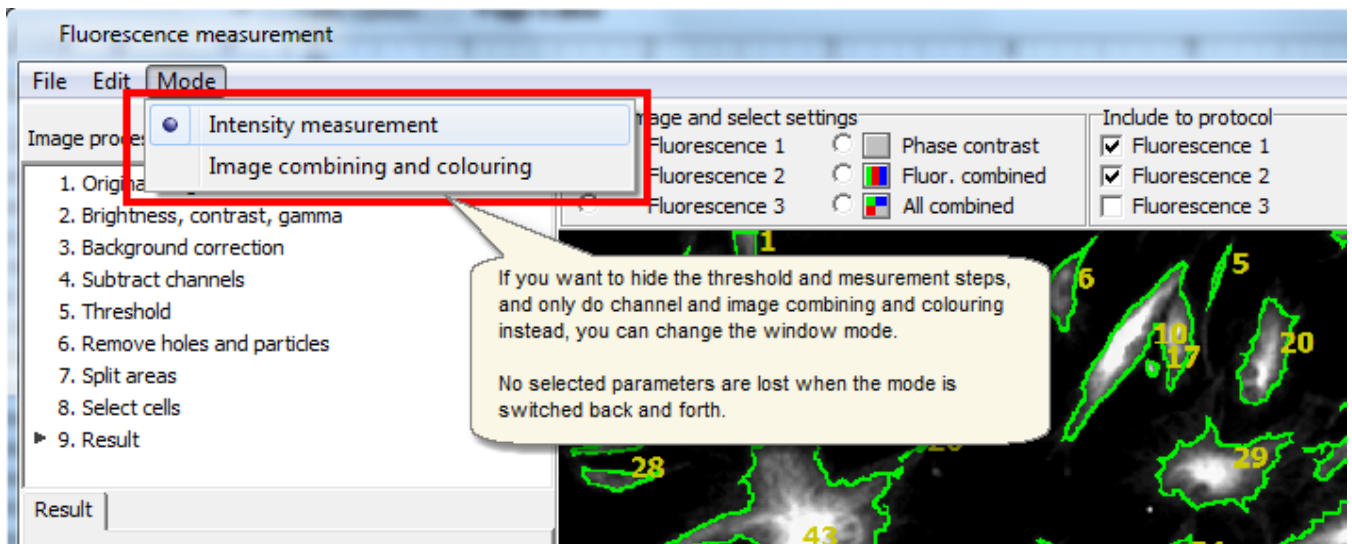 Fluorescence measurement
File Edit Mode
Intensity measurement
Image combining and colouring
Image proce
1. Origina
2. Brightness, contrast, gamma
3. Background correction
4. Subtract channels
5. Threshold
6. Remove holes and particles
7. Split areas
8. Select cells
9. Result
Result
mage and select settings
Fluorescence 1
Phase contrast
Fluorescence 2
Fluor. combined
Fluorescence 3
All combined
Include to protocol
Fluorescence 1
Fluorescence 2
Fluorescence 3
If you want to hide the threshold and mesurement steps,
and only do channel and image combining and colouring
instead, you can change the window mode.
No selected parameters are lost when the mode is
switched back and forth.
1
5
6
10
17
20
28
29
43